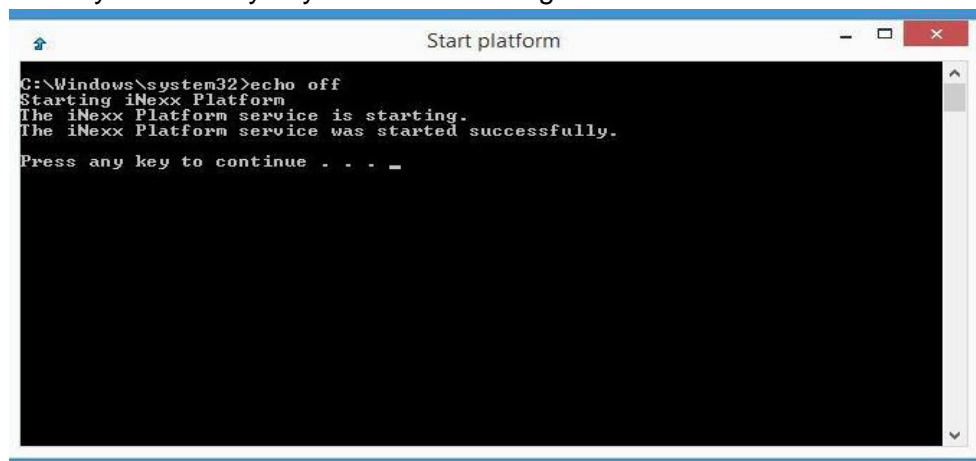 Start platform
C:\Windows\system32>echo off
Starting iNexx Platform
The iNexx Platform service is starting.
The iNexx Platform service was started successfully.
Press any key to continue . . . _